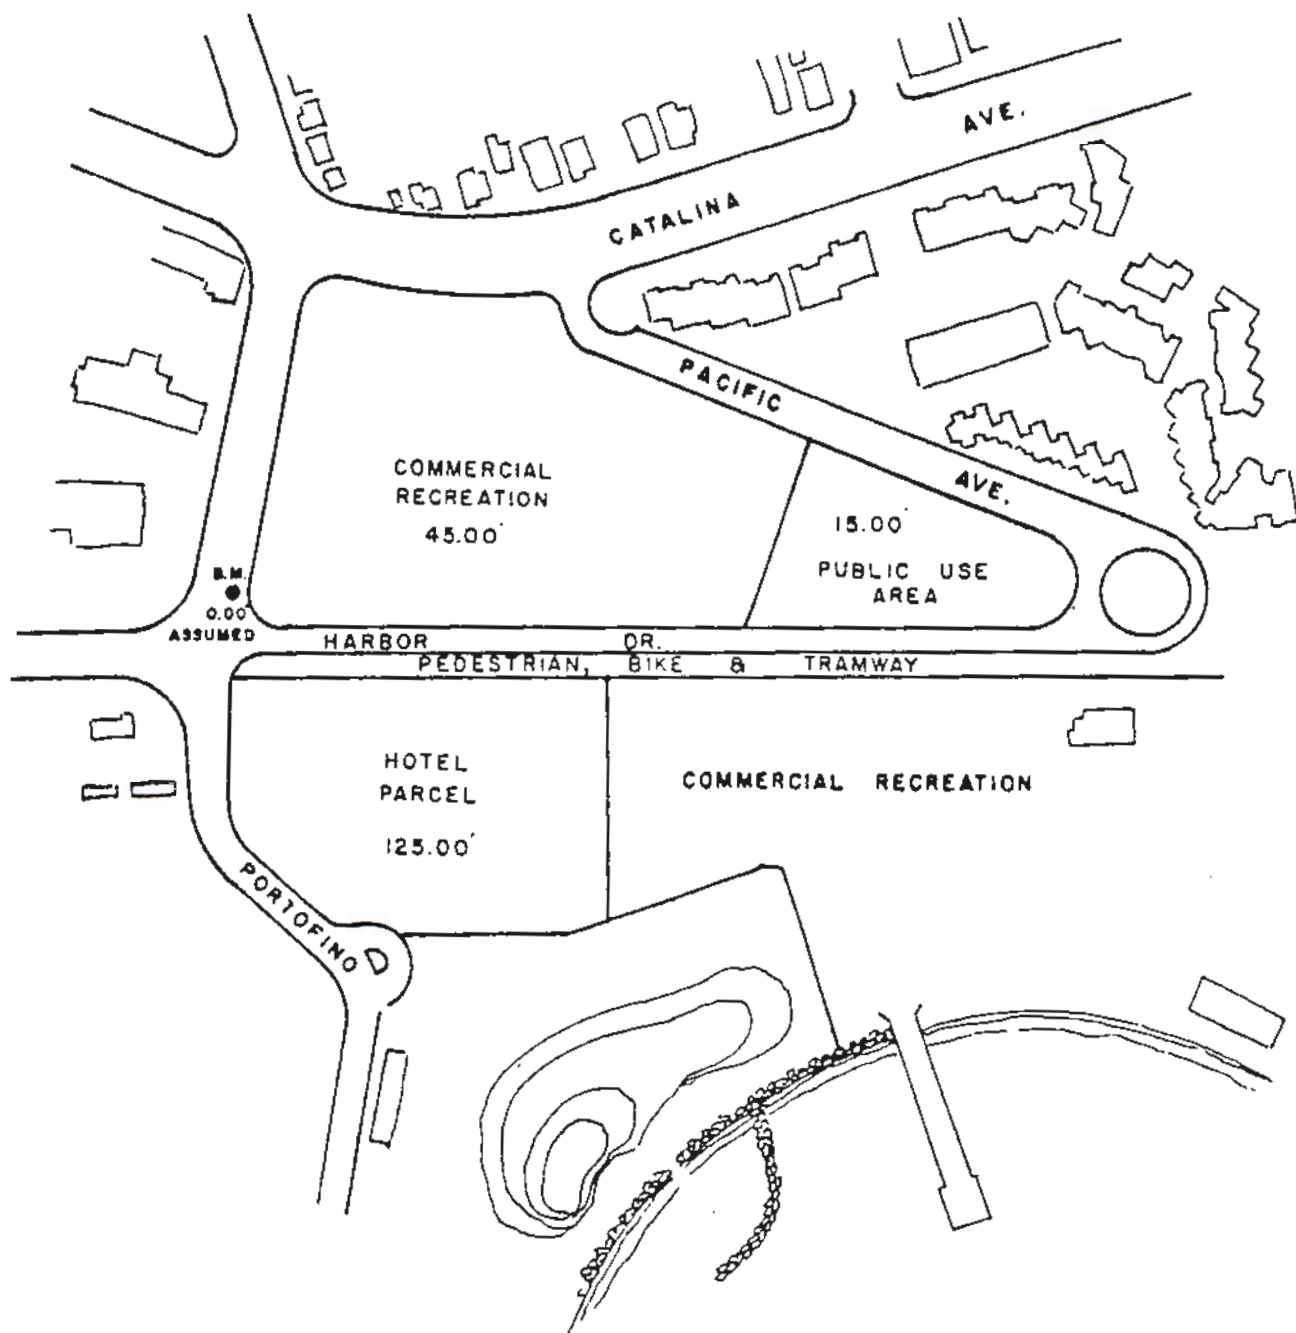 AVE.
CATALINA
PACIFIC
AVE.
COMMERCIAL
RECREATION
45.00'
15.00'
PUBLIC USE
AREA
B.M.
0.00'
ASSUMED
HARBOR DR.
PEDESTRIAN, BIKE & TRAMWAY
HOTEL
PARCEL
125.00'
COMMERCIAL RECREATION
PORTOFINO